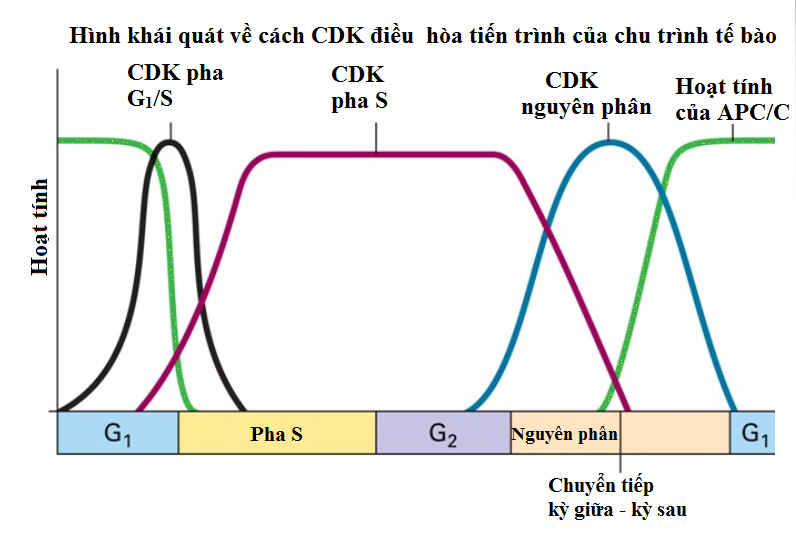 Hình khái quát về cách CDK điều hòa tiến trình của chu trình tế bào
CDK pha
G1/S
CDK
pha S
CDK
nguyên phân
Hoạt tính
của APC/C
Hoạt tính
G1
Pha S
G2
Nguyên phân
G1
Chuyển tiếp
kỳ giữa - kỳ sau